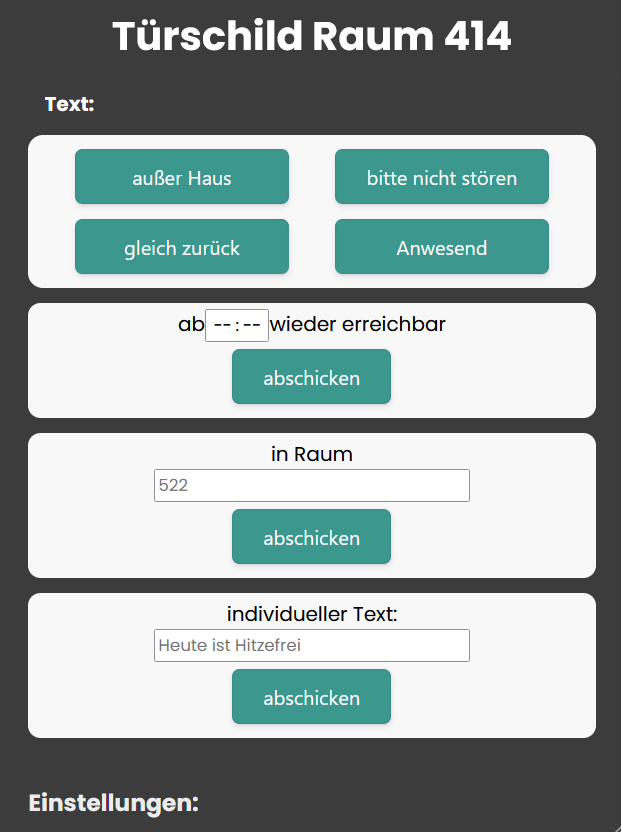 Türschild Raum 414
Text:
außer Haus
bitte nicht stören
gleich zurück
Anwesend
ab --:-- wieder erreichbar
abschicken
in Raum
522
abschicken
individueller Text:
Heute ist Hitzefrei
abschicken
Einstellungen: